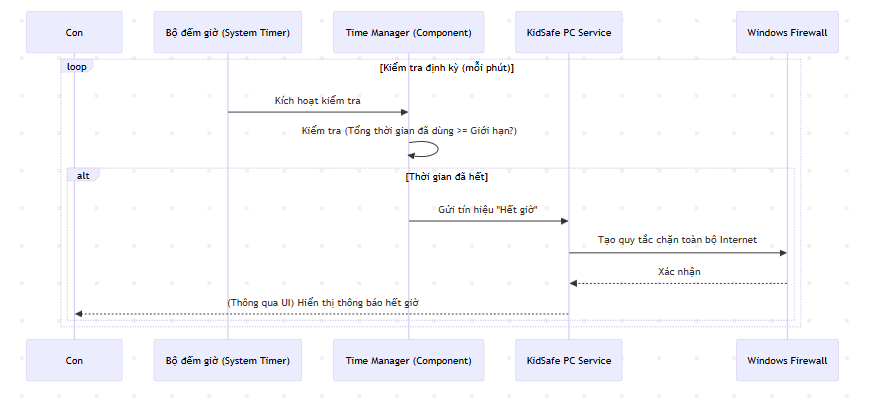 Con
Bộ đếm giờ (System Timer)
Time Manager (Component)
KidSafe PC Service
Windows Firewall
loop
[Kiểm tra định kỳ (mỗi phút)]
Kích hoạt kiểm tra
Kiểm tra (Tổng thời gian đã dùng >= Giới hạn?)
alt
[Thời gian đã hết]
Gửi tín hiệu "Hết giờ"
Tạo quy tắc chặn toàn bộ Internet
Xác nhận
(Thông qua UI) Hiển thị thông báo hết giờ
Con
Bộ đếm giờ (System Timer)
Time Manager (Component)
KidSafe PC Service
Windows Firewall